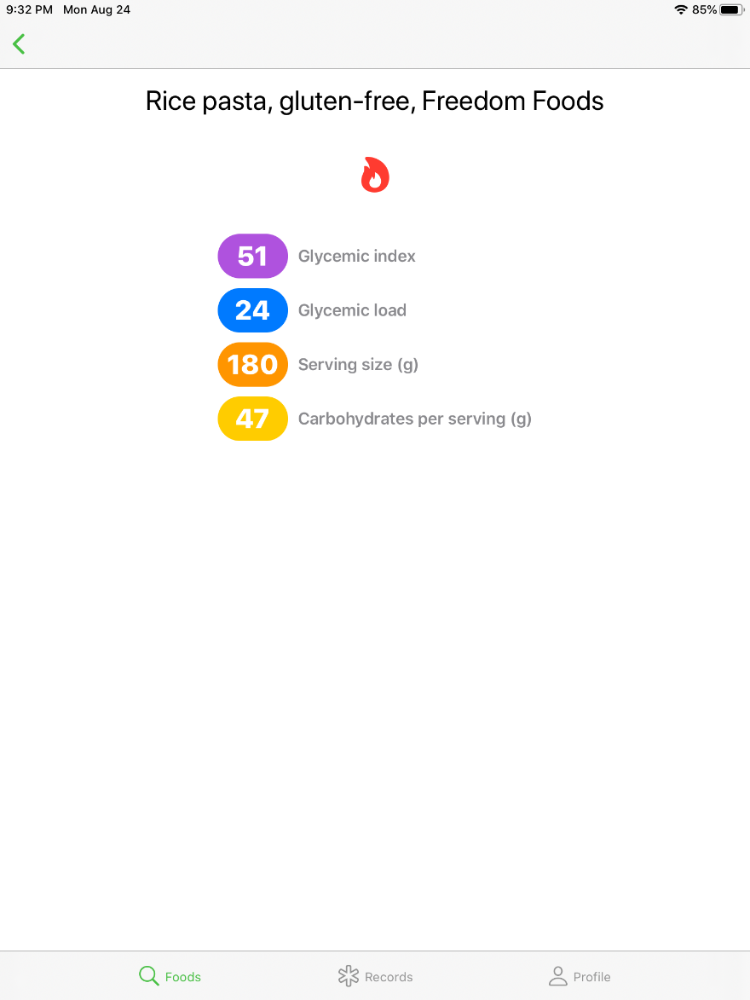 9:32 PM Mon Aug 24 85%
Rice pasta, gluten-free, Freedom Foods
51 Glycemic index
24 Glycemic load
180 Serving size (g)
47 Carbohydrates per serving (g)
Foods Records Profile